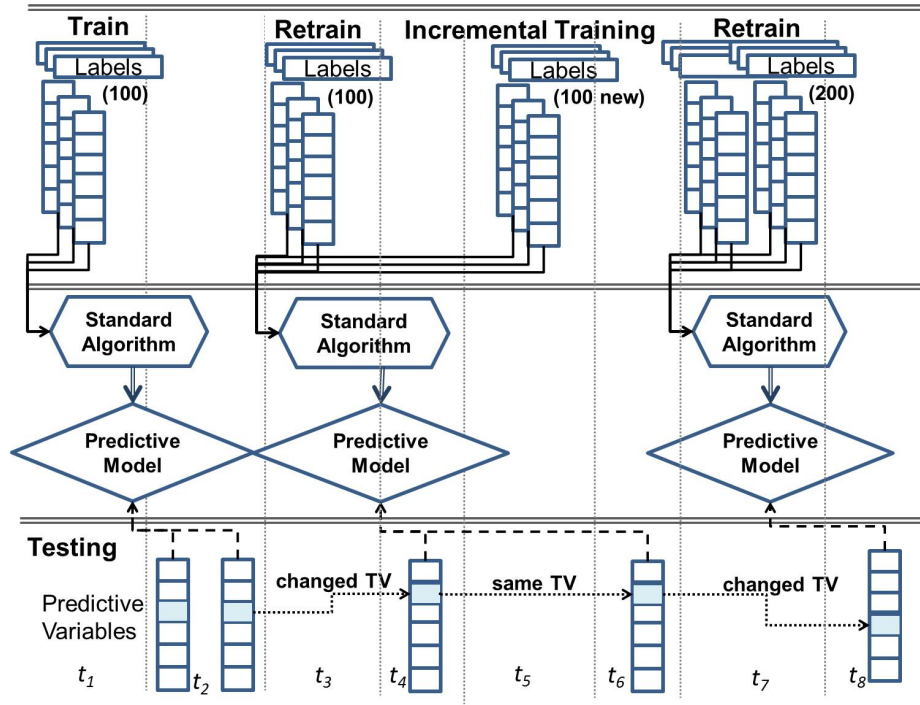 Train
Retrain
Incremental Training
Retrain
Labels
Labels
Labels
Labels
(100)
(100)
(100 new)
(200)
Standard
Algorithm
Standard
Algorithm
Standard
Algorithm
Predictive
Model
Predictive
Model
Predictive
Model
Testing
changed TV
same TV
changed TV
Predictive
Variables
t1
t2
t3
t4
t5
t6
t7
t8